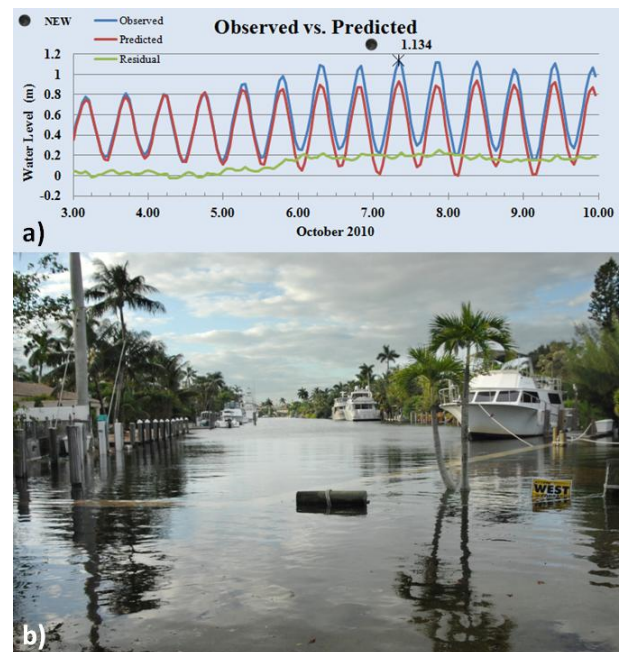 NEW
Observed
Predicted
Residual
Observed vs. Predicted
1.134
Water Level (m)
1.2
1
0.8
0.6
0.4
0.2
0
-0.2
3.00 4.00 5.00 6.00 7.00 8.00 9.00 10.00
October 2010
a)
WEST
b)